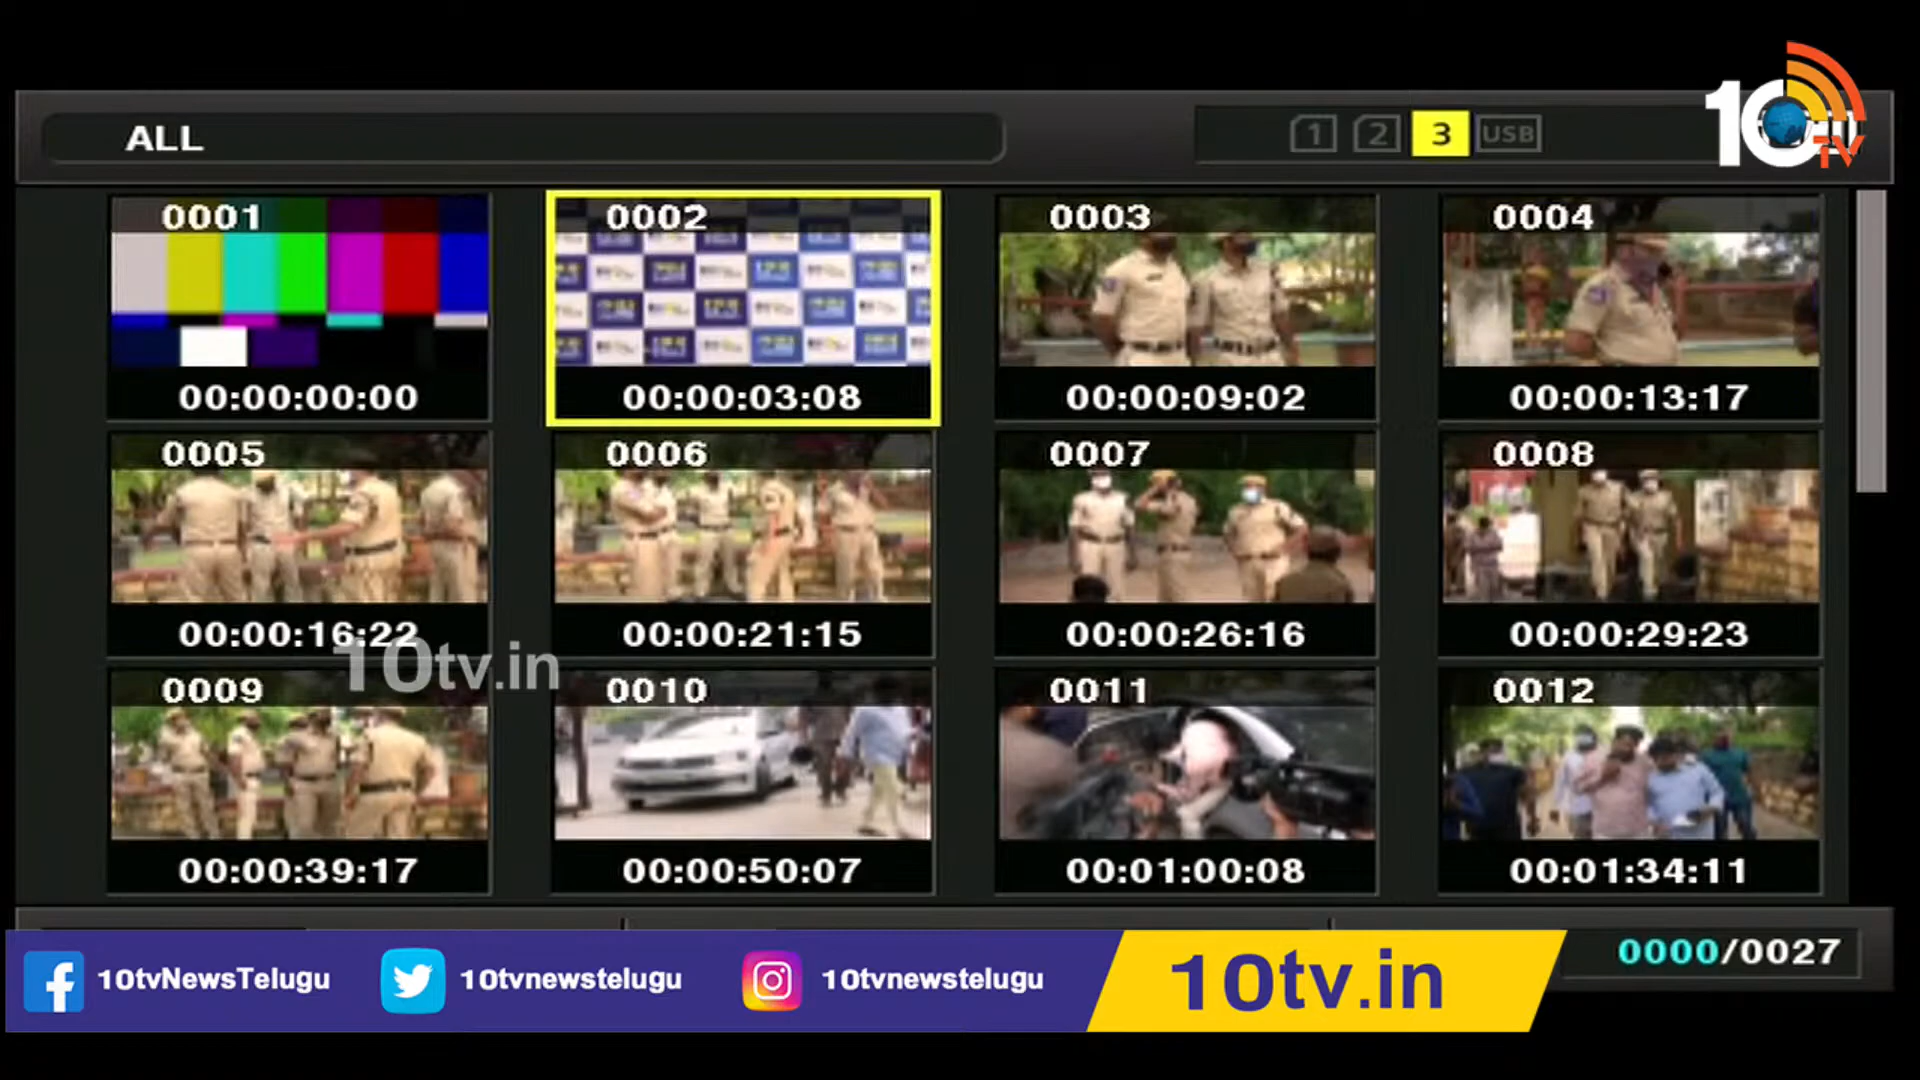 ALL
1 2 3 USB
10TV
0001 0002 0003 0004
00:00:00:00 00:00:03:08 00:00:09:02 00:00:13:17
0005 0006 0007 0008
00:00:16:22 00:00:21:15 00:00:26:16 00:00:29:23
10tv.in
0009 0010 0011 0012
00:00:39:17 00:00:50:07 00:01:00:08 00:01:34:11
0000/0027
10tvNewsTelugu 10tvnewstelugu 10tvnewstelugu 10tv.in